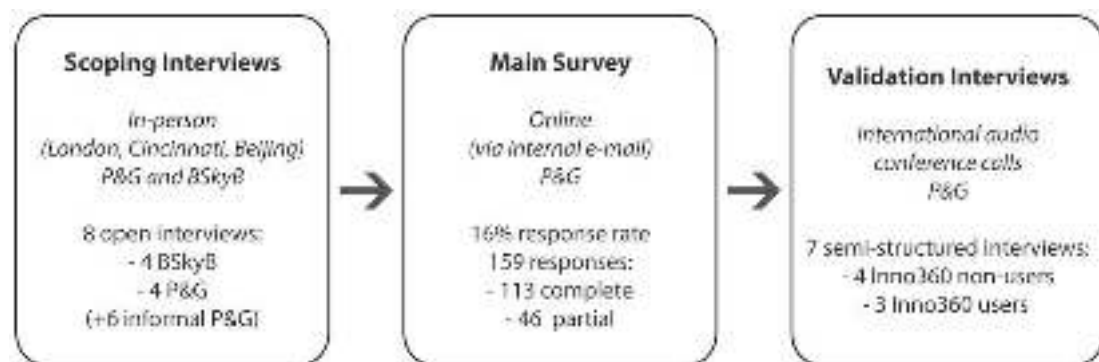 Scoping Interviews
In-person
(London, Cincinnati, Beijing)
P&G and BSkyB
8 open interviews:
- 4 BSkyB
- 4 P&G
(+6 informal P&G)
Main Survey
Online
(via internal e-mail)
P&G
16% response rate
159 responses:
- 113 complete
- 46 partial
Validation Interviews
International audio
conference calls
P&G
7 semi-structured interviews:
- 4 Inno360 non-users
- 3 Inno360 users